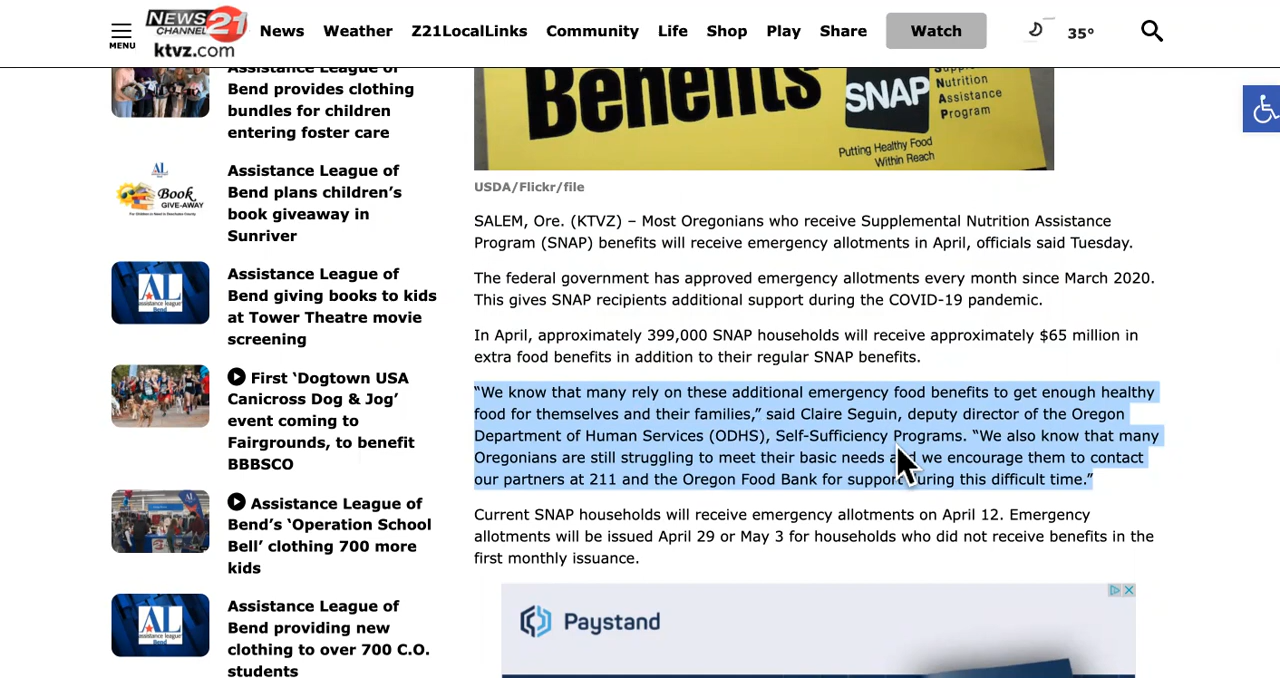 MENU
NEWS 21
CHANNEL
ktvz.com
News
Weather
Z21LocalLinks
Community
Life
Shop
Play
Share
Watch
35°
Assistance League of
Bend provides clothing
bundles for children
entering foster care
AL
Book
GIVE-AWAY
Assistance League of
Bend plans children’s
book giveaway in
Sunriver
AL
assistance league
Bend
Assistance League of
Bend giving books to kids
at Tower Theatre movie
screening
First ‘Dogtown USA
Canicross Dog & Jog’
event coming to
Fairgrounds, to benefit
BBBSCO
Assistance League of
Bend’s ‘Operation School
Bell’ clothing 700 more
kids
AL
assistance league
Bend
Assistance League of
Bend providing new
clothing to over 700 C.O.
students
Benefits
SNAP
Nutrition
Assistance
Program
Putting Healthy Food
Within Reach
USDA/Flickr/file
SALEM, Ore. (KTVZ) – Most Oregonians who receive Supplemental Nutrition Assistance
Program (SNAP) benefits will receive emergency allotments in April, officials said Tuesday.
The federal government has approved emergency allotments every month since March 2020.
This gives SNAP recipients additional support during the COVID-19 pandemic.
In April, approximately 399,000 SNAP households will receive approximately $65 million in
extra food benefits in addition to their regular SNAP benefits.
“We know that many rely on these additional emergency food benefits to get enough healthy
food for themselves and their families,” said Claire Seguin, deputy director of the Oregon
Department of Human Services (ODHS), Self-Sufficiency Programs. “We also know that many
Oregonians are still struggling to meet their basic needs and we encourage them to contact
our partners at 211 and the Oregon Food Bank for support during this difficult time.”
Current SNAP households will receive emergency allotments on April 12. Emergency
allotments will be issued April 29 or May 3 for households who did not receive benefits in the
first monthly issuance.
Paystand